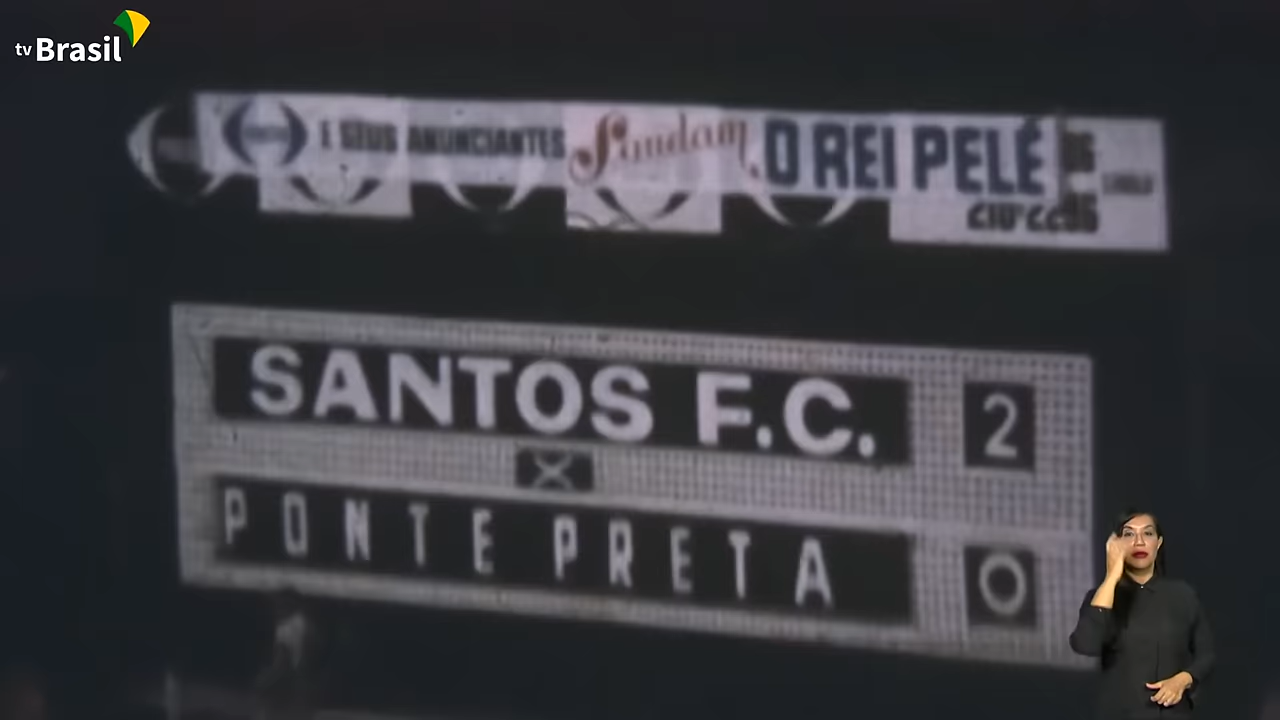 tv Brasil
E SEUS ANUNCIANTES Saudam, O REI PELÉ
SANTOS F.C. 2
X
PONTE PRETA 0